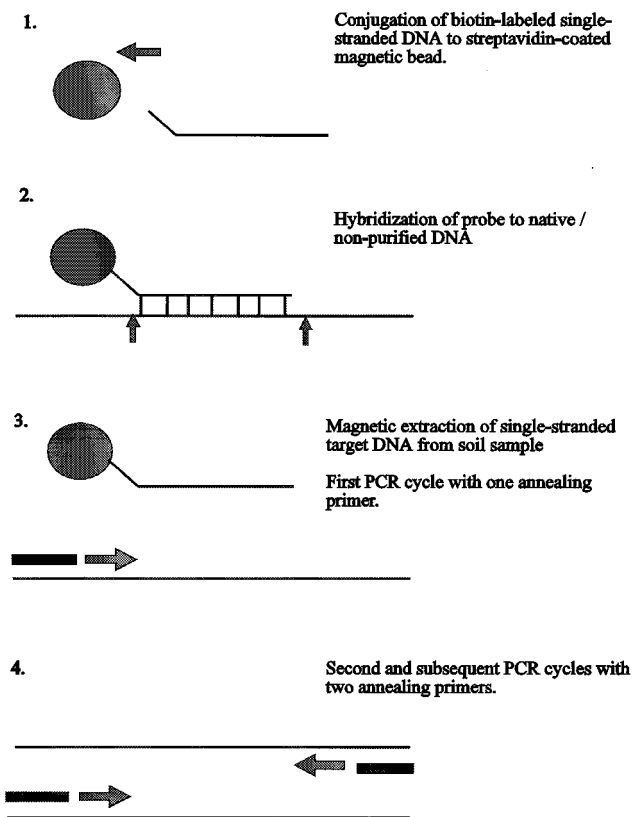 1.
Conjugation of biotin-labeled single-
stranded DNA to streptavidin-coated
magnetic bead.
2.
Hybridization of probe to native /
non-purified DNA
3.
Magnetic extraction of single-stranded
target DNA from soil sample
First PCR cycle with one annealing
primer.
4.
Second and subsequent PCR cycles with
two annealing primers.